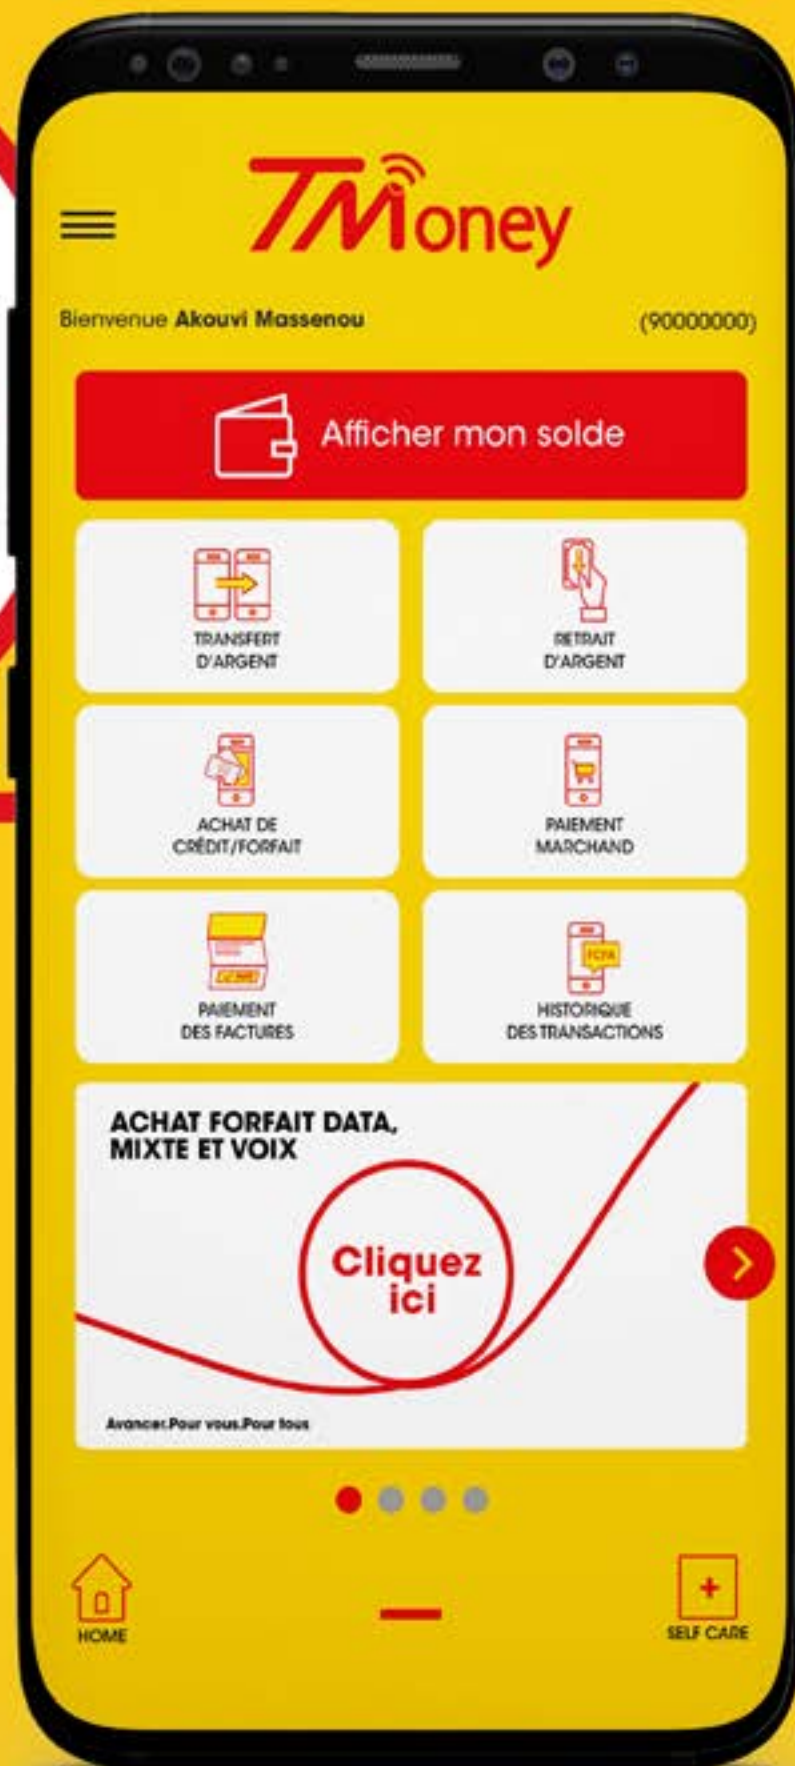 TMoney
Bienvenue Akouvi Massenou
(90000000)
Afficher mon solde
TRANSFERT
D'ARGENT
RETRAIT
D'ARGENT
ACHAT DE
CRÉDIT/FORFAIT
PAIEMENT
MARCHAND
PAIEMENT
DES FACTURES
FCFA
HISTORIQUE
DES TRANSACTIONS
ACHAT FORFAIT DATA,
MIXTE ET VOIX
Cliquez
ici
Avancer.Pour vous.Pour tous
HOME
SELF CARE